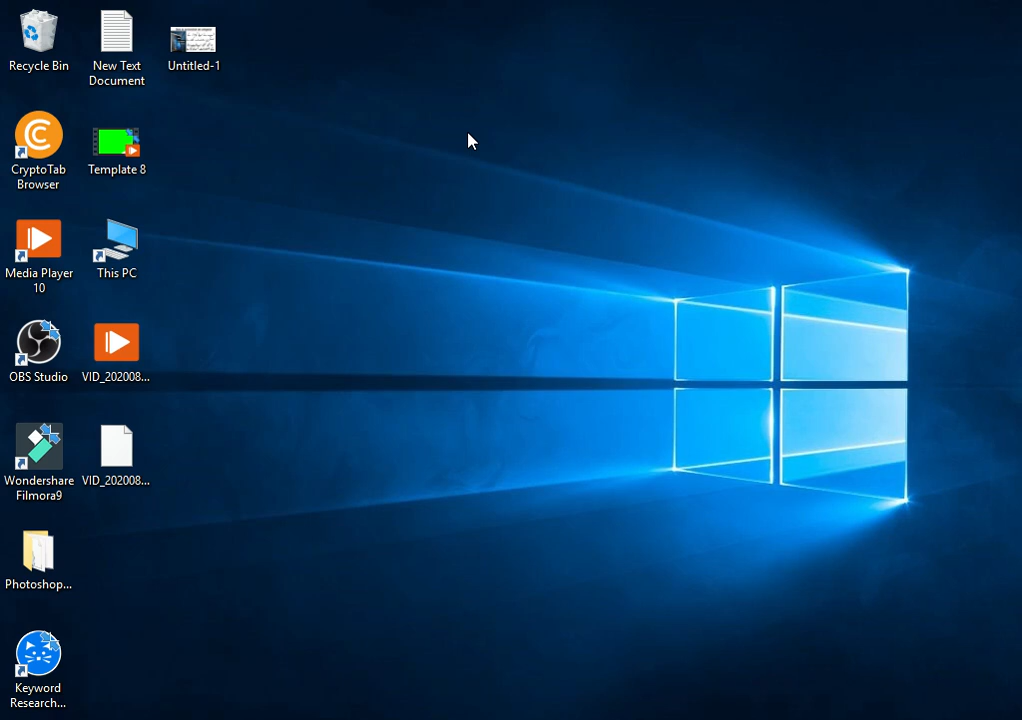 Recycle Bin
New Text
Document
Untitled-1
CryptoTab
Browser
Template 8
Media Player
10
This PC
OBS Studio
VID_202008...
Wondershare
Filmora9
VID_202008...
Photoshop...
Keyword
Research...